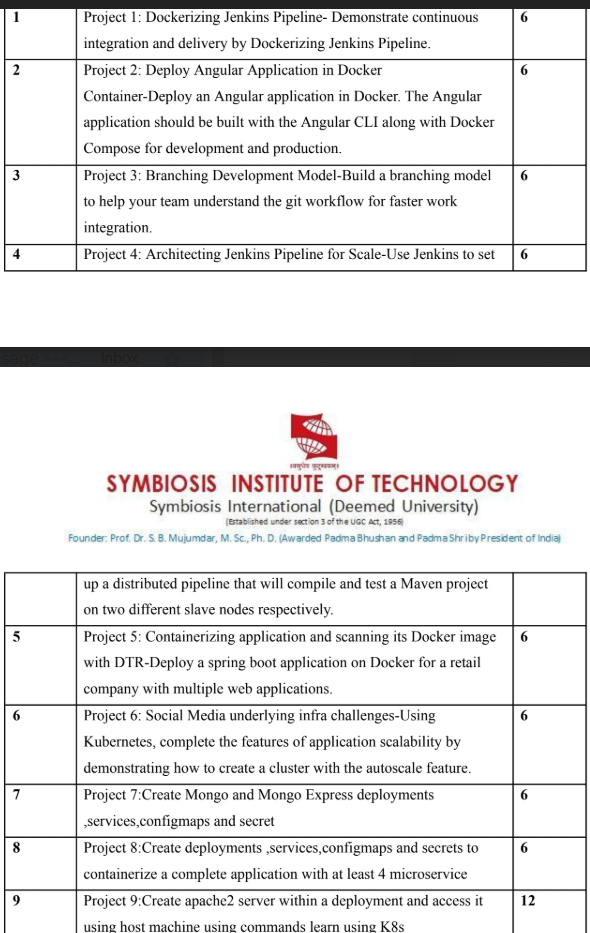 1 Project 1: Dockerizing Jenkins Pipeline- Demonstrate continuous 6
integration and delivery by Dockerizing Jenkins Pipeline.
2 Project 2: Deploy Angular Application in Docker 6
Container-Deploy an Angular application in Docker. The Angular
application should be built with the Angular CLI along with Docker
Compose for development and production.
3 Project 3: Branching Development Model-Build a branching model 6
to help your team understand the git workflow for faster work
integration.
4 Project 4: Architecting Jenkins Pipeline for Scale-Use Jenkins to set 6
Inbox
।वसुधैव कुटुम्बकम्।
SYMBIOSIS INSTITUTE OF TECHNOLOGY
Symbiosis International (Deemed University)
(Established under section 3 of the UGC Act, 1956)
Founder: Prof. Dr. S. B. Mujumdar, M. Sc., Ph. D. (Awarded Padma Bhushan and Padma Shri by President of India)
up a distributed pipeline that will compile and test a Maven project
on two different slave nodes respectively.
5 Project 5: Containerizing application and scanning its Docker image 6
with DTR-Deploy a spring boot application on Docker for a retail
company with multiple web applications.
6 Project 6: Social Media underlying infra challenges-Using 6
Kubernetes, complete the features of application scalability by
demonstrating how to create a cluster with the autoscale feature.
7 Project 7:Create Mongo and Mongo Express deployments 6
,services,configmaps and secret
8 Project 8:Create deployments ,services,configmaps and secrets to 6
containerize a complete application with at least 4 microservice
9 Project 9:Create apache2 server within a deployment and access it 12
using host machine using commands learn using K8s